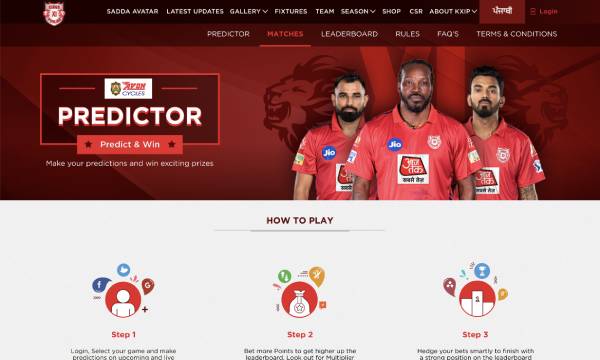 SADDA AVATAR LATEST UPDATES GALLERY FIXTURES TEAM SEASON SHOP CSR ABOUT KXIP ਪੰਜਾਬੀ Login
PREDICTOR MATCHES LEADERBOARD RULES FAQ'S TERMS & CONDITIONS
AVON
CYCLES
PREDICTOR
Predict & Win
Make your predictions and win exciting prizes
Jio Jio
आज तक
सबसे तेज़
HOW TO PLAY
Step 1 Step 2 Step 3
Login, Select your game and make Bet more Points to get higher up the Hedge your bets smartly to finish with
predictions on upcoming and live leaderboard. Look out for Multiplier a strong position on the leaderboard